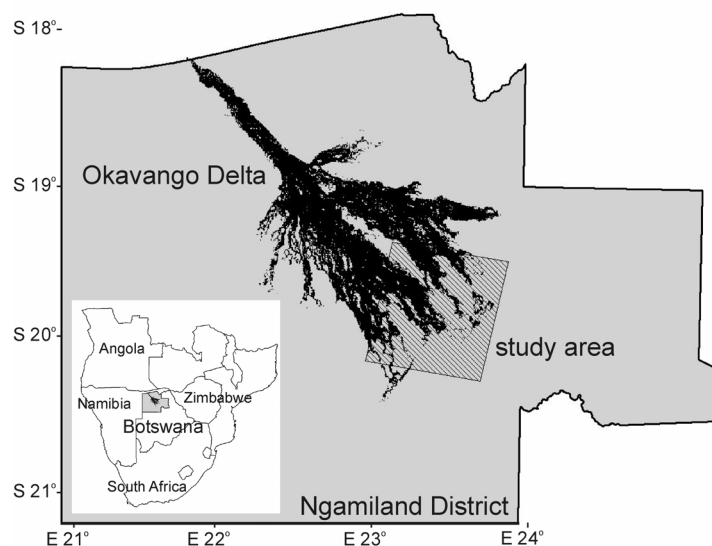 S 18°
S 19°
Okavango Delta
S 20°
study area
Angola
Namibia
Zimbabwe
Botswana
South Africa
S 21°
Ngamiland District
E 21° E 22° E 23° E 24°